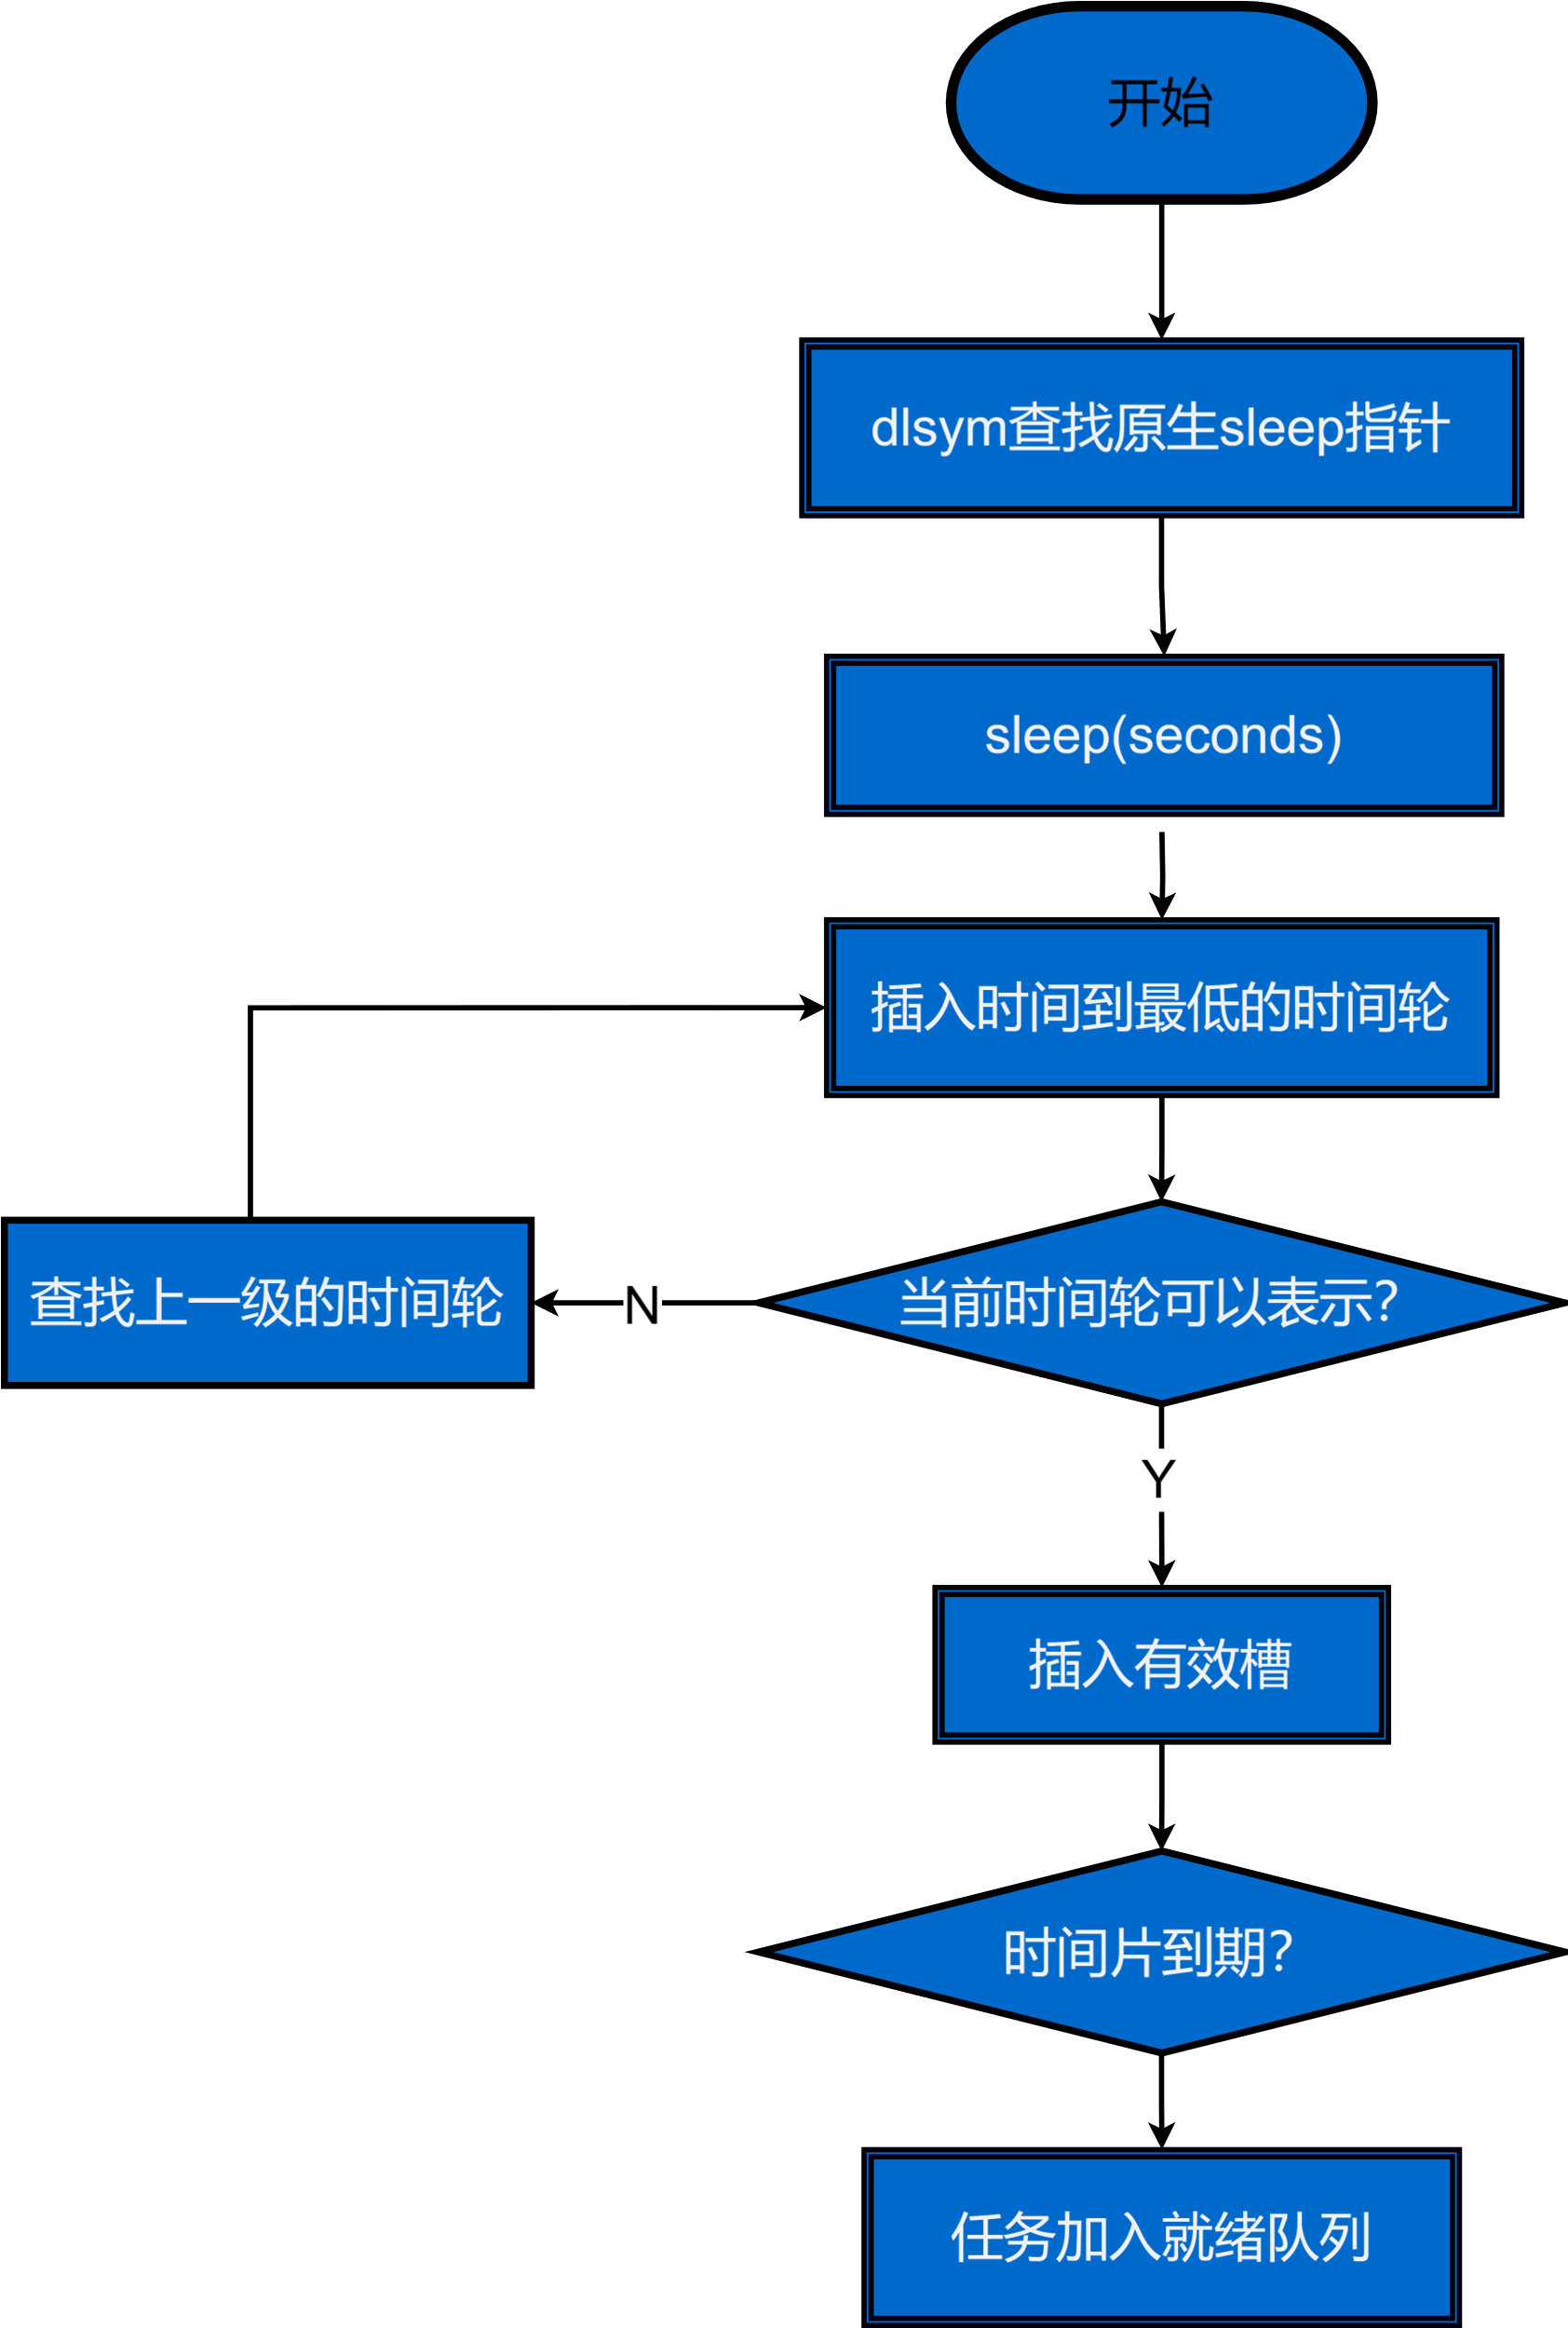 开始
dlsym查找原生sleep指针
sleep(seconds)
插入时间到最低的时间轮
查找上一级的时间轮
N
当前时间轮可以表示？
Y
插入有效槽
时间片到期？
任务加入就绪队列